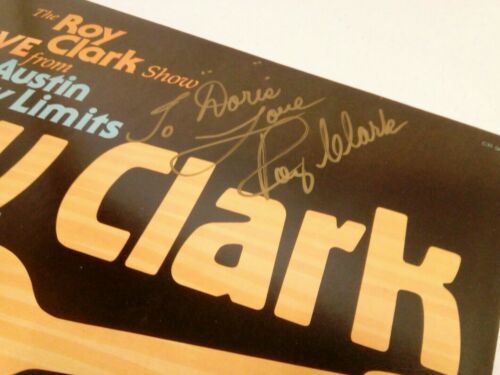 The Roy
Clark Show
VE from
Austin
y Limits
To "Doris"
Love
Roy Clark
y Clark